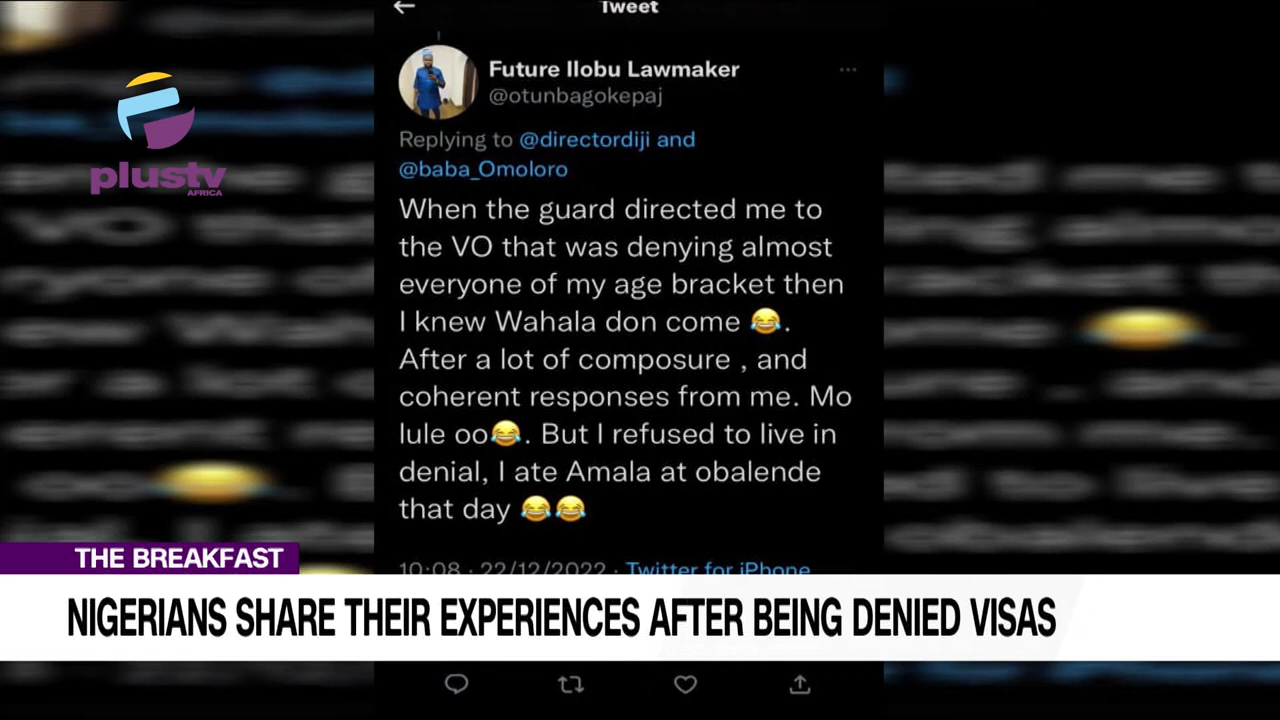 Tweet
Future Ilobu Lawmaker
@otunbagokepaj
Replying to @directordiji and
@baba_Omoloro
When the guard directed me to
the VO that was denying almost
everyone of my age bracket then
I knew Wahala don come 😂.
After a lot of composure , and
coherent responses from me. Mo
lule oo😂. But I refused to live in
denial, I ate Amala at obalende
that day 😂😂
10:08 · 22/12/2022 · Twitter for iPhone
plustv
AFRICA
THE BREAKFAST
NIGERIANS SHARE THEIR EXPERIENCES AFTER BEING DENIED VISAS